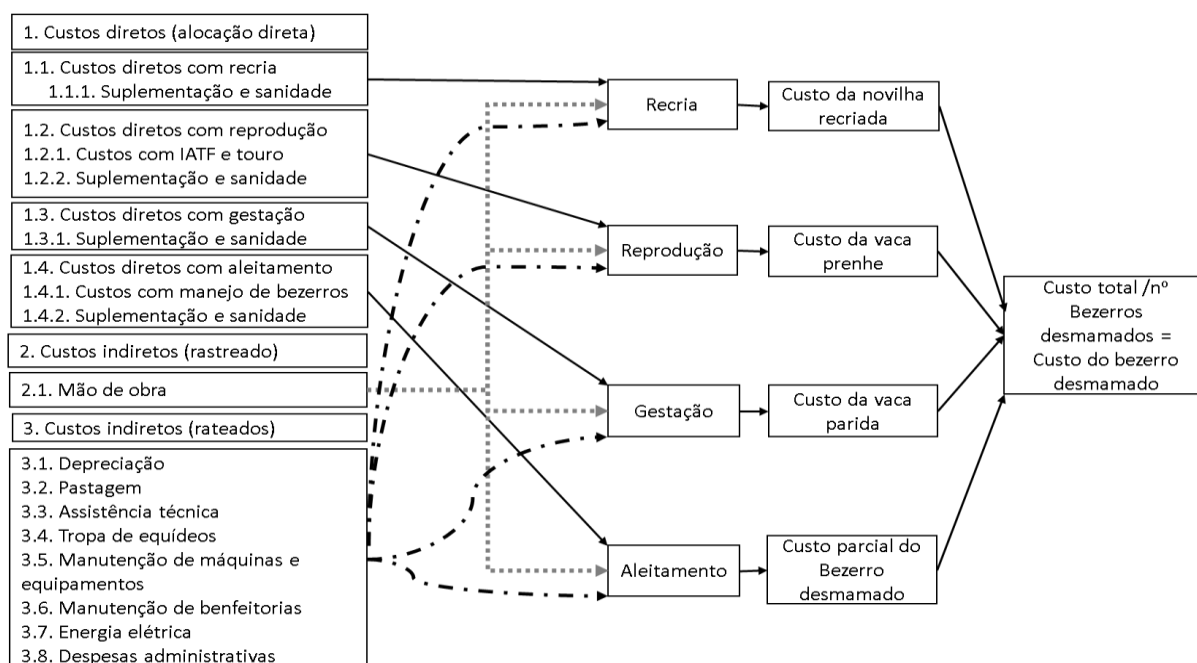 1. Custos diretos (alocação direta)
1.1. Custos diretos com recria
1.1.1. Suplementação e sanidade
1.2. Custos diretos com reprodução
1.2.1. Custos com IATF e touro
1.2.2. Suplementação e sanidade
1.3. Custos diretos com gestação
1.3.1. Suplementação e sanidade
1.4. Custos diretos com aleitamento
1.4.1. Custos com manejo de bezerros
1.4.2. Suplementação e sanidade
2. Custos indiretos (rastreado)
2.1. Mão de obra
3. Custos indiretos (rateados)
3.1. Depreciação
3.2. Pastagem
3.3. Assistência técnica
3.4. Tropa de equídeos
3.5. Manutenção de máquinas e
equipamentos
3.6. Manutenção de benfeitorias
3.7. Energia elétrica
3.8. Despesas administrativas
Recria
Reprodução
Gestação
Aleitamento
Custo da novilha
recriada
Custo da vaca
prenhe
Custo da vaca
parida
Custo parcial do
Bezerro
desmamado
Custo total /nº
Bezerros
desmamados =
Custo do bezerro
desmamado